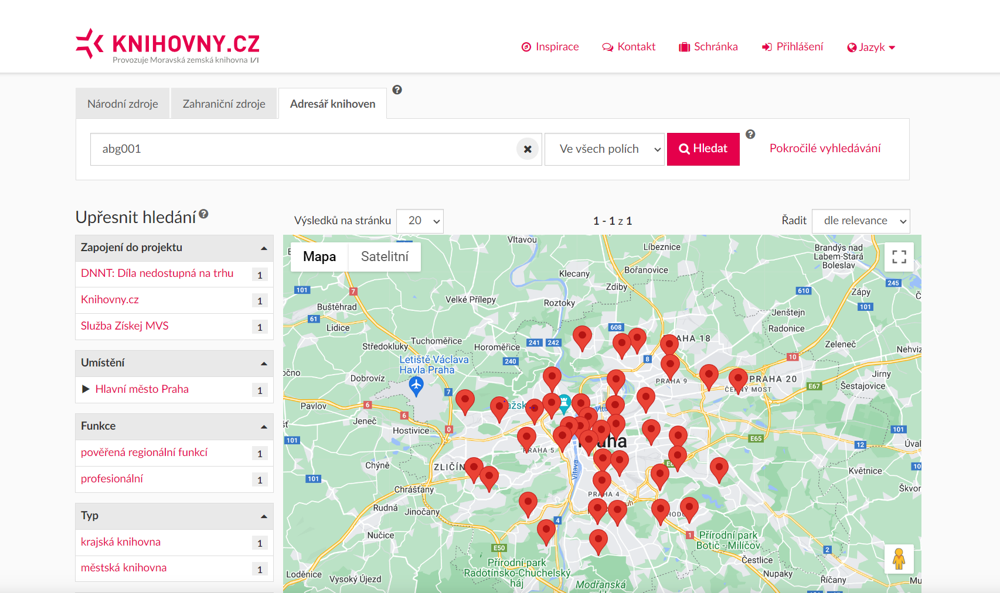 KNIHOVNY.CZ
Provozuje Moravská zemská knihovna
Inspirace
Kontakt
Schránka
Přihlášení
Jazyk
Národní zdroje
Zahraniční zdroje
Adresář knihoven
abg001
Ve všech polích
Hledat
Pokročilé vyhledávání
Upřesnit hledání
Výsledků na stránku
20
1 - 1 z 1
Řadit
dle relevance
Zapojení do projektu
DNNT: Díla nedostupná na trhu 1
Knihovny.cz 1
Služba Získej MVS 1
Umístění
Hlavní město Praha 1
Funkce
pověřená regionální funkcí 1
profesionální 1
Typ
krajská knihovna 1
městská knihovna 1
Mapa
Satelitní
Vltavou
Líbeznice
Brandýs nad
Labem-Stará
Boleslav
Klecany
Bořanovice
Zdiby
101
7
610
245
Zápy
Velké Přílepy
Roztoky
Buštěhrad
101
Jenštejn
61
Lidice
608
Radonice
Tuchoměřice
241
242
AHA 18
Středokluky
Horoměřice
Zeleneč
Nehviz
Letiště Václava
Havla Praha
240
8
10
Dobrovíz
PRAHA 9
PRAHA 20
Jirny
ČERNÝ MOST
E67
Šestajovice
7
Pavlov
6
6
Jeneč
Hostivice
0
101
101
E65
12
Úval
PRAHA 5
Chýně
ZLIČÍN
Vltava
10
Květnice
101
Chrášťany
Škvor
PRAHA 4
Rudná
Jinočany
4
Nučice
1
Přírodní park
Botič - Milíčov
E50
2
Přírodní park
Radotínsko-Chuchelský
háj
Čestlice
Loděnice
Vysoký Újezd
Modřanská
Nupaky
Říčany
Mu